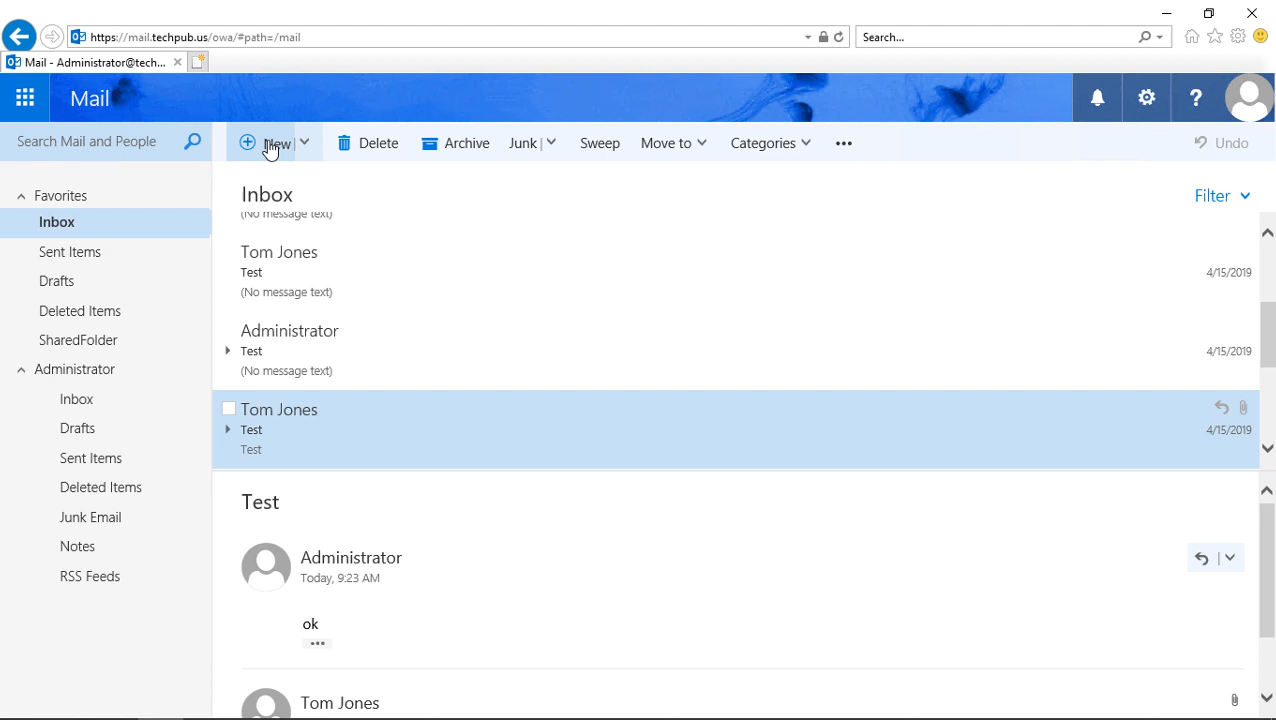 https://mail.techpub.us/owa/#path=/mail
Search...
Mail - Administrator@tech...
Mail
?
Search Mail and People
New
Delete
Archive
Junk
Sweep
Move to
Categories
Undo
Favorites
Inbox
Sent Items
Drafts
Deleted Items
SharedFolder
Administrator
Inbox
Drafts
Sent Items
Deleted Items
Junk Email
Notes
RSS Feeds
Inbox
Filter
(No message text)
Tom Jones
Test
4/15/2019
(No message text)
Administrator
Test
4/15/2019
(No message text)
Tom Jones
Test
4/15/2019
Test
Test
Administrator
Today, 9:23 AM
ok
Tom Jones